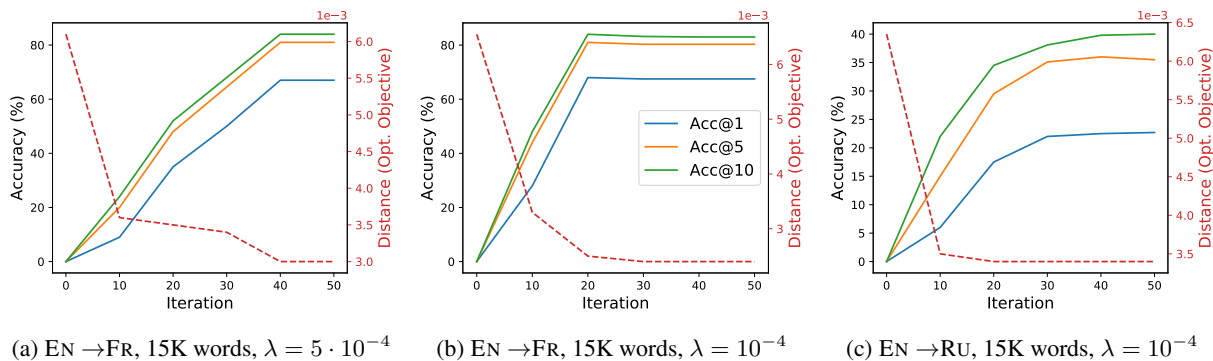 1e−3
80
60
40
20
0
Accuracy (%)
6.0
5.5
5.0
4.5
4.0
3.5
3.0
Distance (Opt. Objective)
0 10 20 30 40 50
Iteration
(a) EN →FR, 15K words, λ = 5 · 10⁻⁴
1e−3
80
60
40
20
0
Accuracy (%)
6
5
4
3
Distance (Opt. Objective)
Acc@1
Acc@5
Acc@10
0 10 20 30 40 50
Iteration
(b) EN →FR, 15K words, λ = 10⁻⁴
1e−3
40
35
30
25
20
15
10
5
0
Accuracy (%)
6.5
6.0
5.5
5.0
4.5
4.0
3.5
Distance (Opt. Objective)
0 10 20 30 40 50
Iteration
(c) EN →RU, 15K words, λ = 10⁻⁴